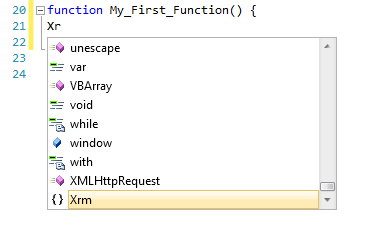 20 function My_First_Function() {
21 Xr
22
23
24
unescape
var
VBArray
void
while
window
with
XMLHttpRequest
{} Xrm